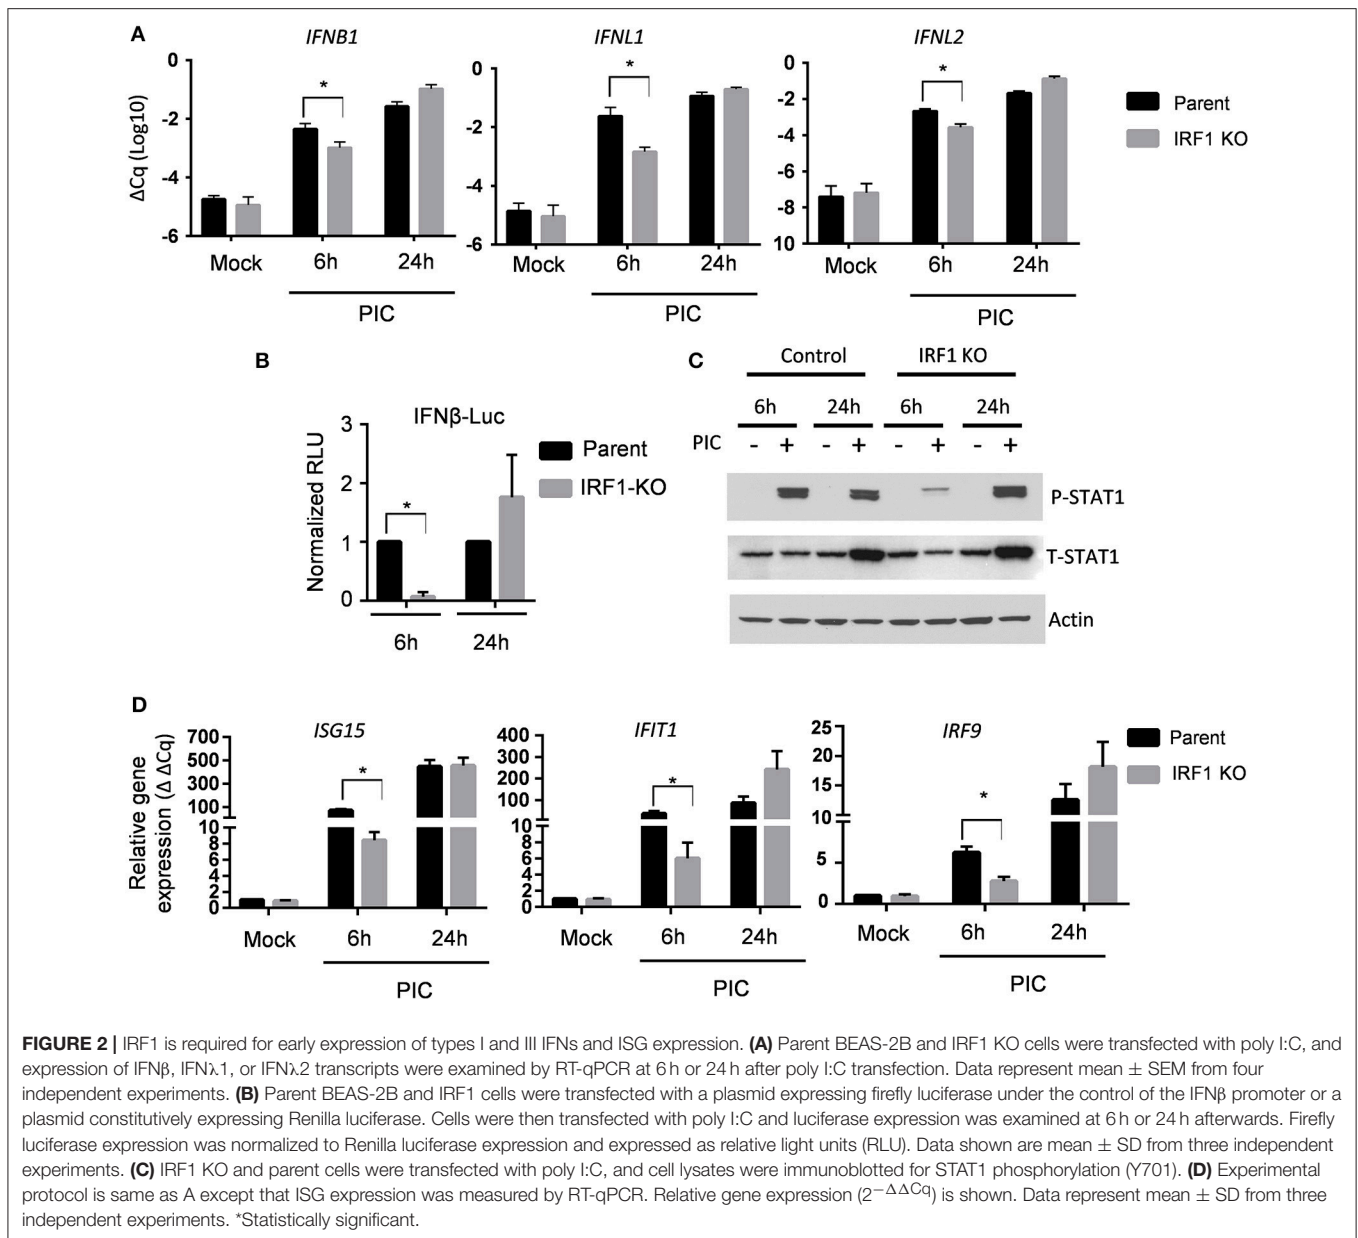 A
IFNB1
IFNL1
IFNL2
ΔCq (Log10)
0
-2
-4
-6
0
-2
-4
-6
0
-2
-4
-6
-8
10
*
*
*
Parent
IRF1 KO
Mock
6h
24h
Mock
6h
24h
Mock
6h
24h
PIC
PIC
PIC
B
IFNβ-Luc
Normalized RLU
3
2
1
0
*
Parent
IRF1-KO
6h
24h
C
Control
IRF1 KO
6h
24h
6h
24h
PIC
- + - + - + - +
P-STAT1
T-STAT1
Actin
D
ISG15
IFIT1
IRF9
Relative gene
expression (Δ ΔCq)
700
500
300
100
10
8
6
4
2
0
400
300
200
100
10
8
6
4
2
0
25
20
15
10
5
0
*
*
*
Parent
IRF1 KO
Mock
6h
24h
Mock
6h
24h
Mock
6h
24h
PIC
PIC
PIC
FIGURE 2 | IRF1 is required for early expression of types I and III IFNs and ISG expression. (A) Parent BEAS-2B and IRF1 KO cells were transfected with poly I:C, and
expression of IFNβ, IFNλ1, or IFNλ2 transcripts were examined by RT-qPCR at 6 h or 24 h after poly I:C transfection. Data represent mean ± SEM from four
independent experiments. (B) Parent BEAS-2B and IRF1 cells were transfected with a plasmid expressing firefly luciferase under the control of the IFNβ promoter or a
plasmid constitutively expressing Renilla luciferase. Cells were then transfected with poly I:C and luciferase expression was examined at 6 h or 24 h afterwards. Firefly
luciferase expression was normalized to Renilla luciferase expression and expressed as relative light units (RLU). Data shown are mean ± SD from three independent
experiments. (C) IRF1 KO and parent cells were transfected with poly I:C, and cell lysates were immunoblotted for STAT1 phosphorylation (Y701). (D) Experimental
protocol is same as A except that ISG expression was measured by RT-qPCR. Relative gene expression (2−ΔΔCq) is shown. Data represent mean ± SD from three
independent experiments. *Statistically significant.